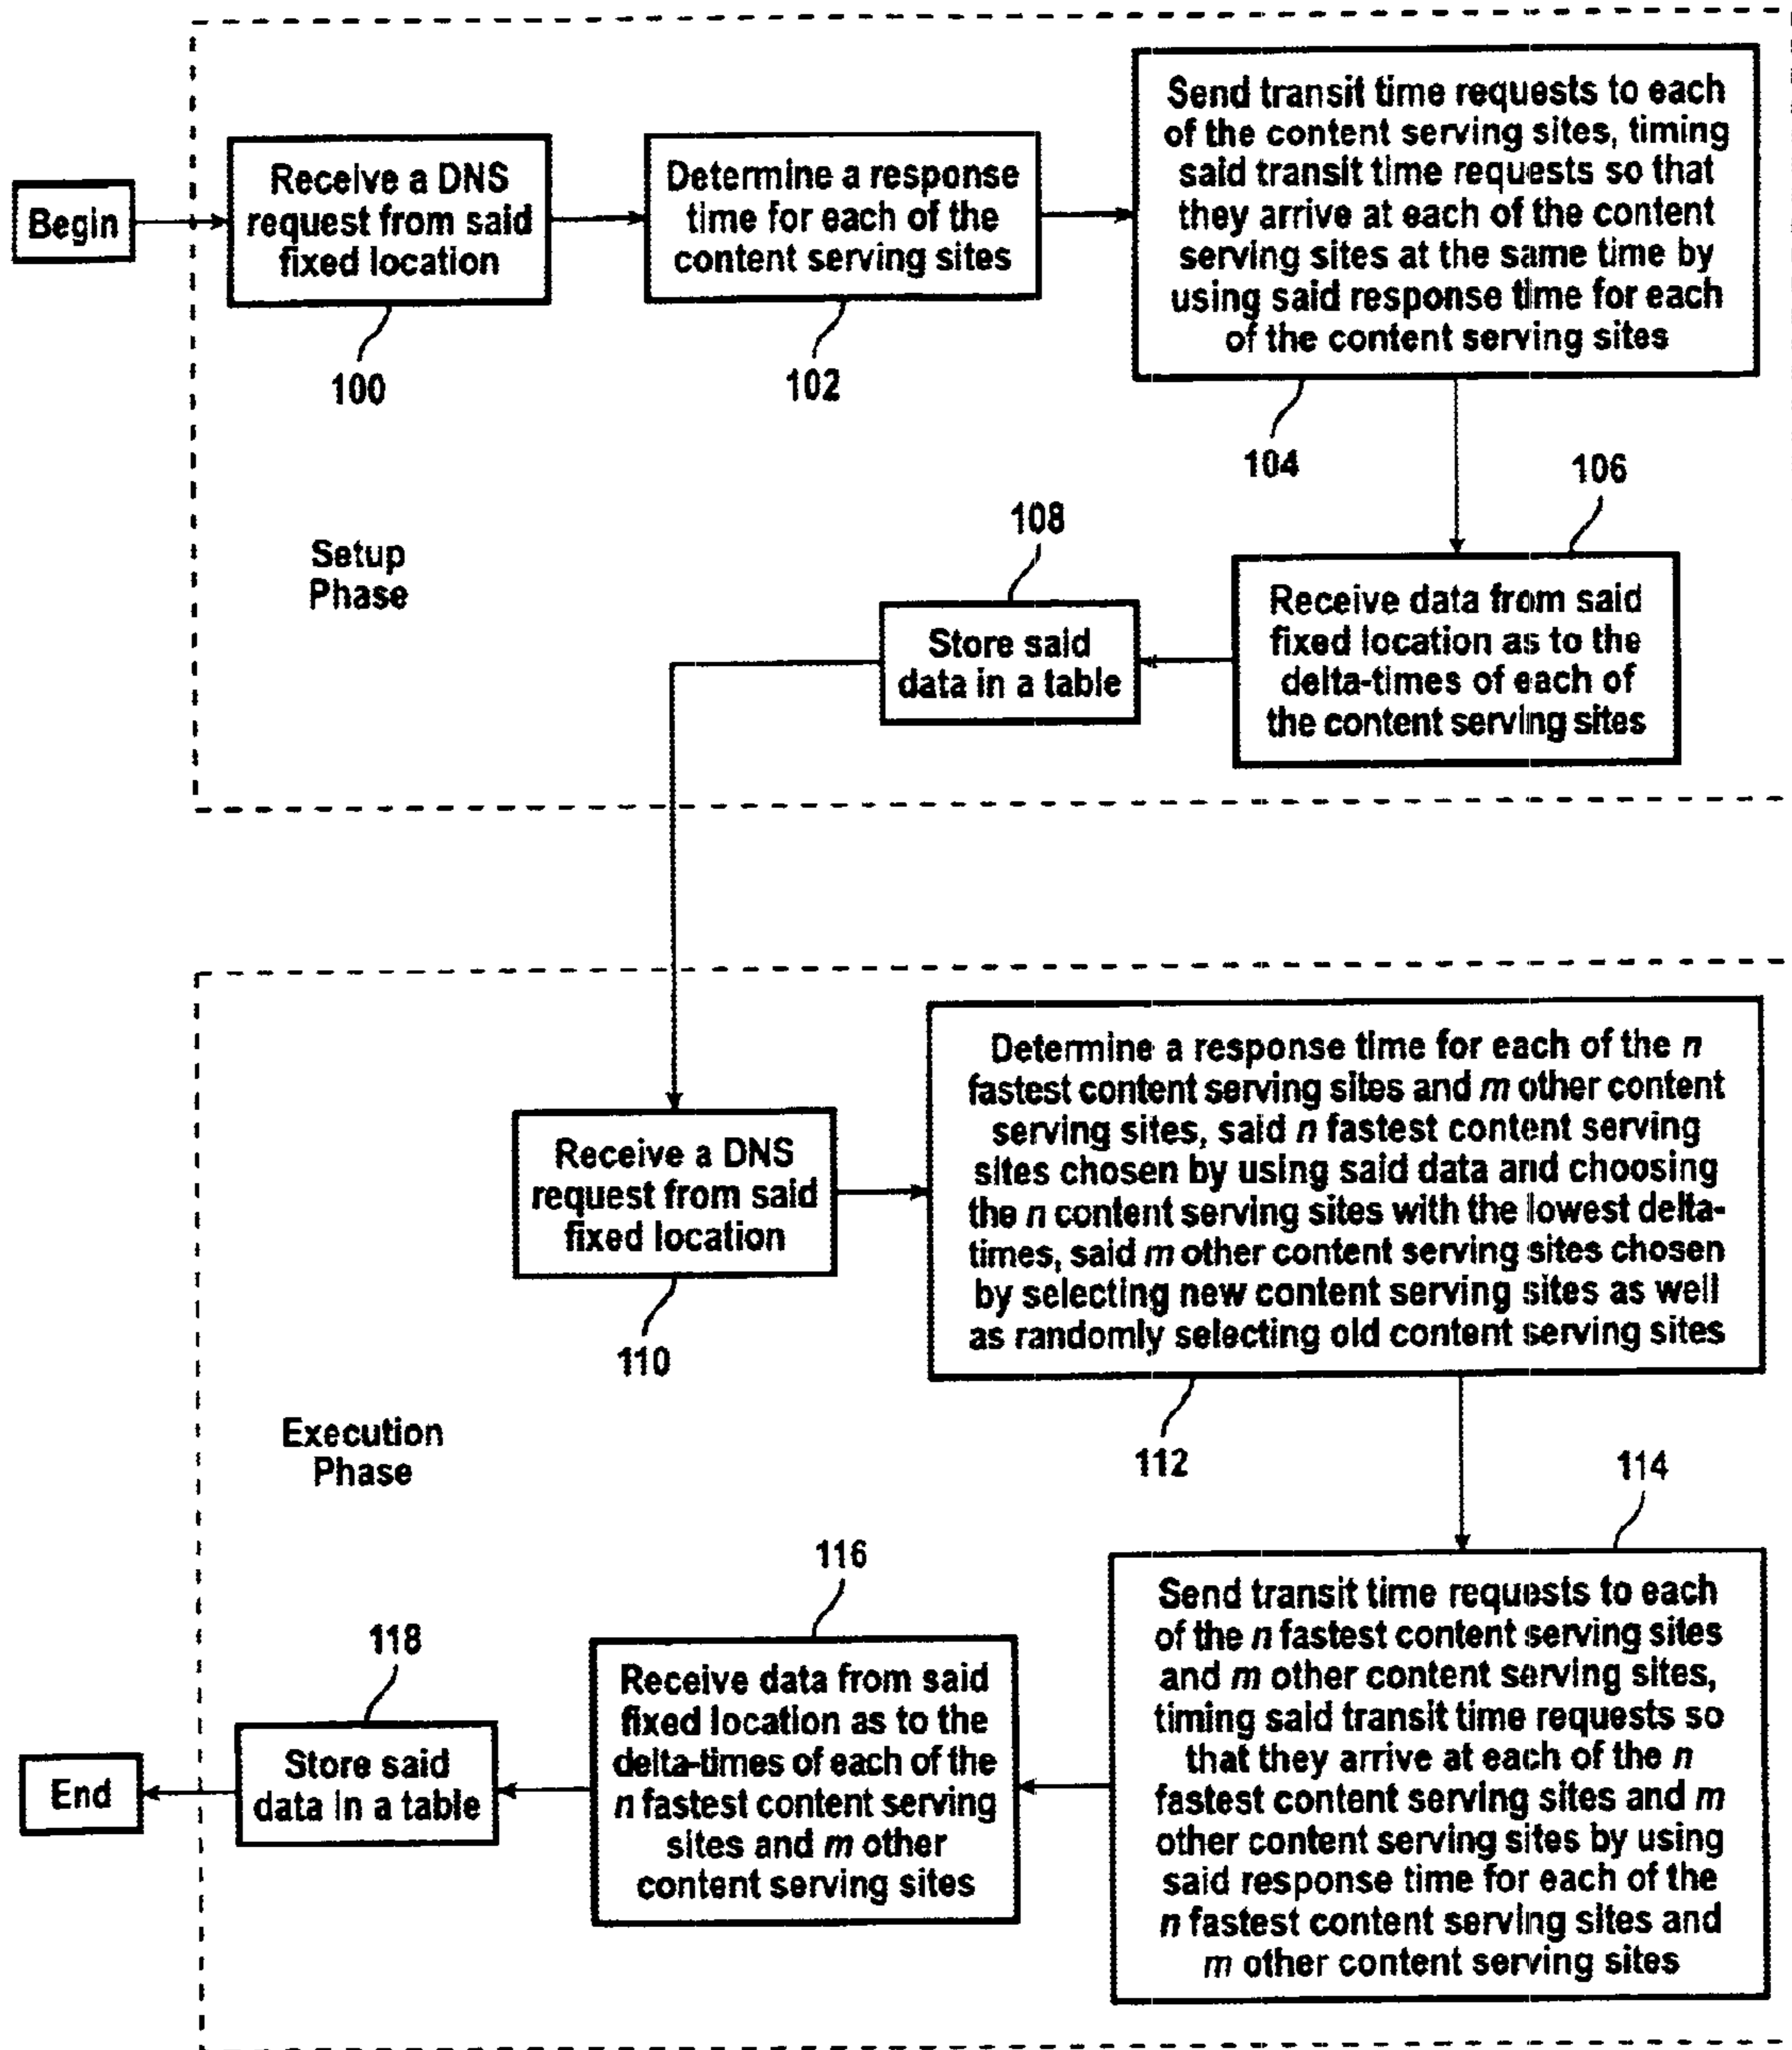 Begin
Receive a DNS
request from said
fixed location
100
Determine a response
time for each of the
content serving sites
102
Send transit time requests to each
of the content serving sites, timing
said transit time requests so that
they arrive at each of the content
serving sites at the same time by
using said response time for each
of the content serving sites
104
106
Receive data from said
fixed location as to the
delta-times of each of
the content serving sites
108
Store said
data in a table
Setup
Phase
Receive a DNS
request from said
fixed location
110
Determine a response time for each of the n
fastest content serving sites and m other content
serving sites, said n fastest content serving
sites chosen by using said data and choosing
the n content serving sites with the lowest delta-
times, said m other content serving sites chosen
by selecting new content serving sites as well
as randomly selecting old content serving sites
112
Execution
Phase
114
Send transit time requests to each
of the n fastest content serving sites
and m other content serving sites,
timing said transit time requests so
that they arrive at each of the n
fastest content serving sites and m
other content serving sites by using
said response time for each of the
n fastest content serving sites and
m other content serving sites
116
Receive data from said
fixed location as to the
delta-times of each of the
n fastest content serving
sites and m other
content serving sites
118
Store said
data in a table
End